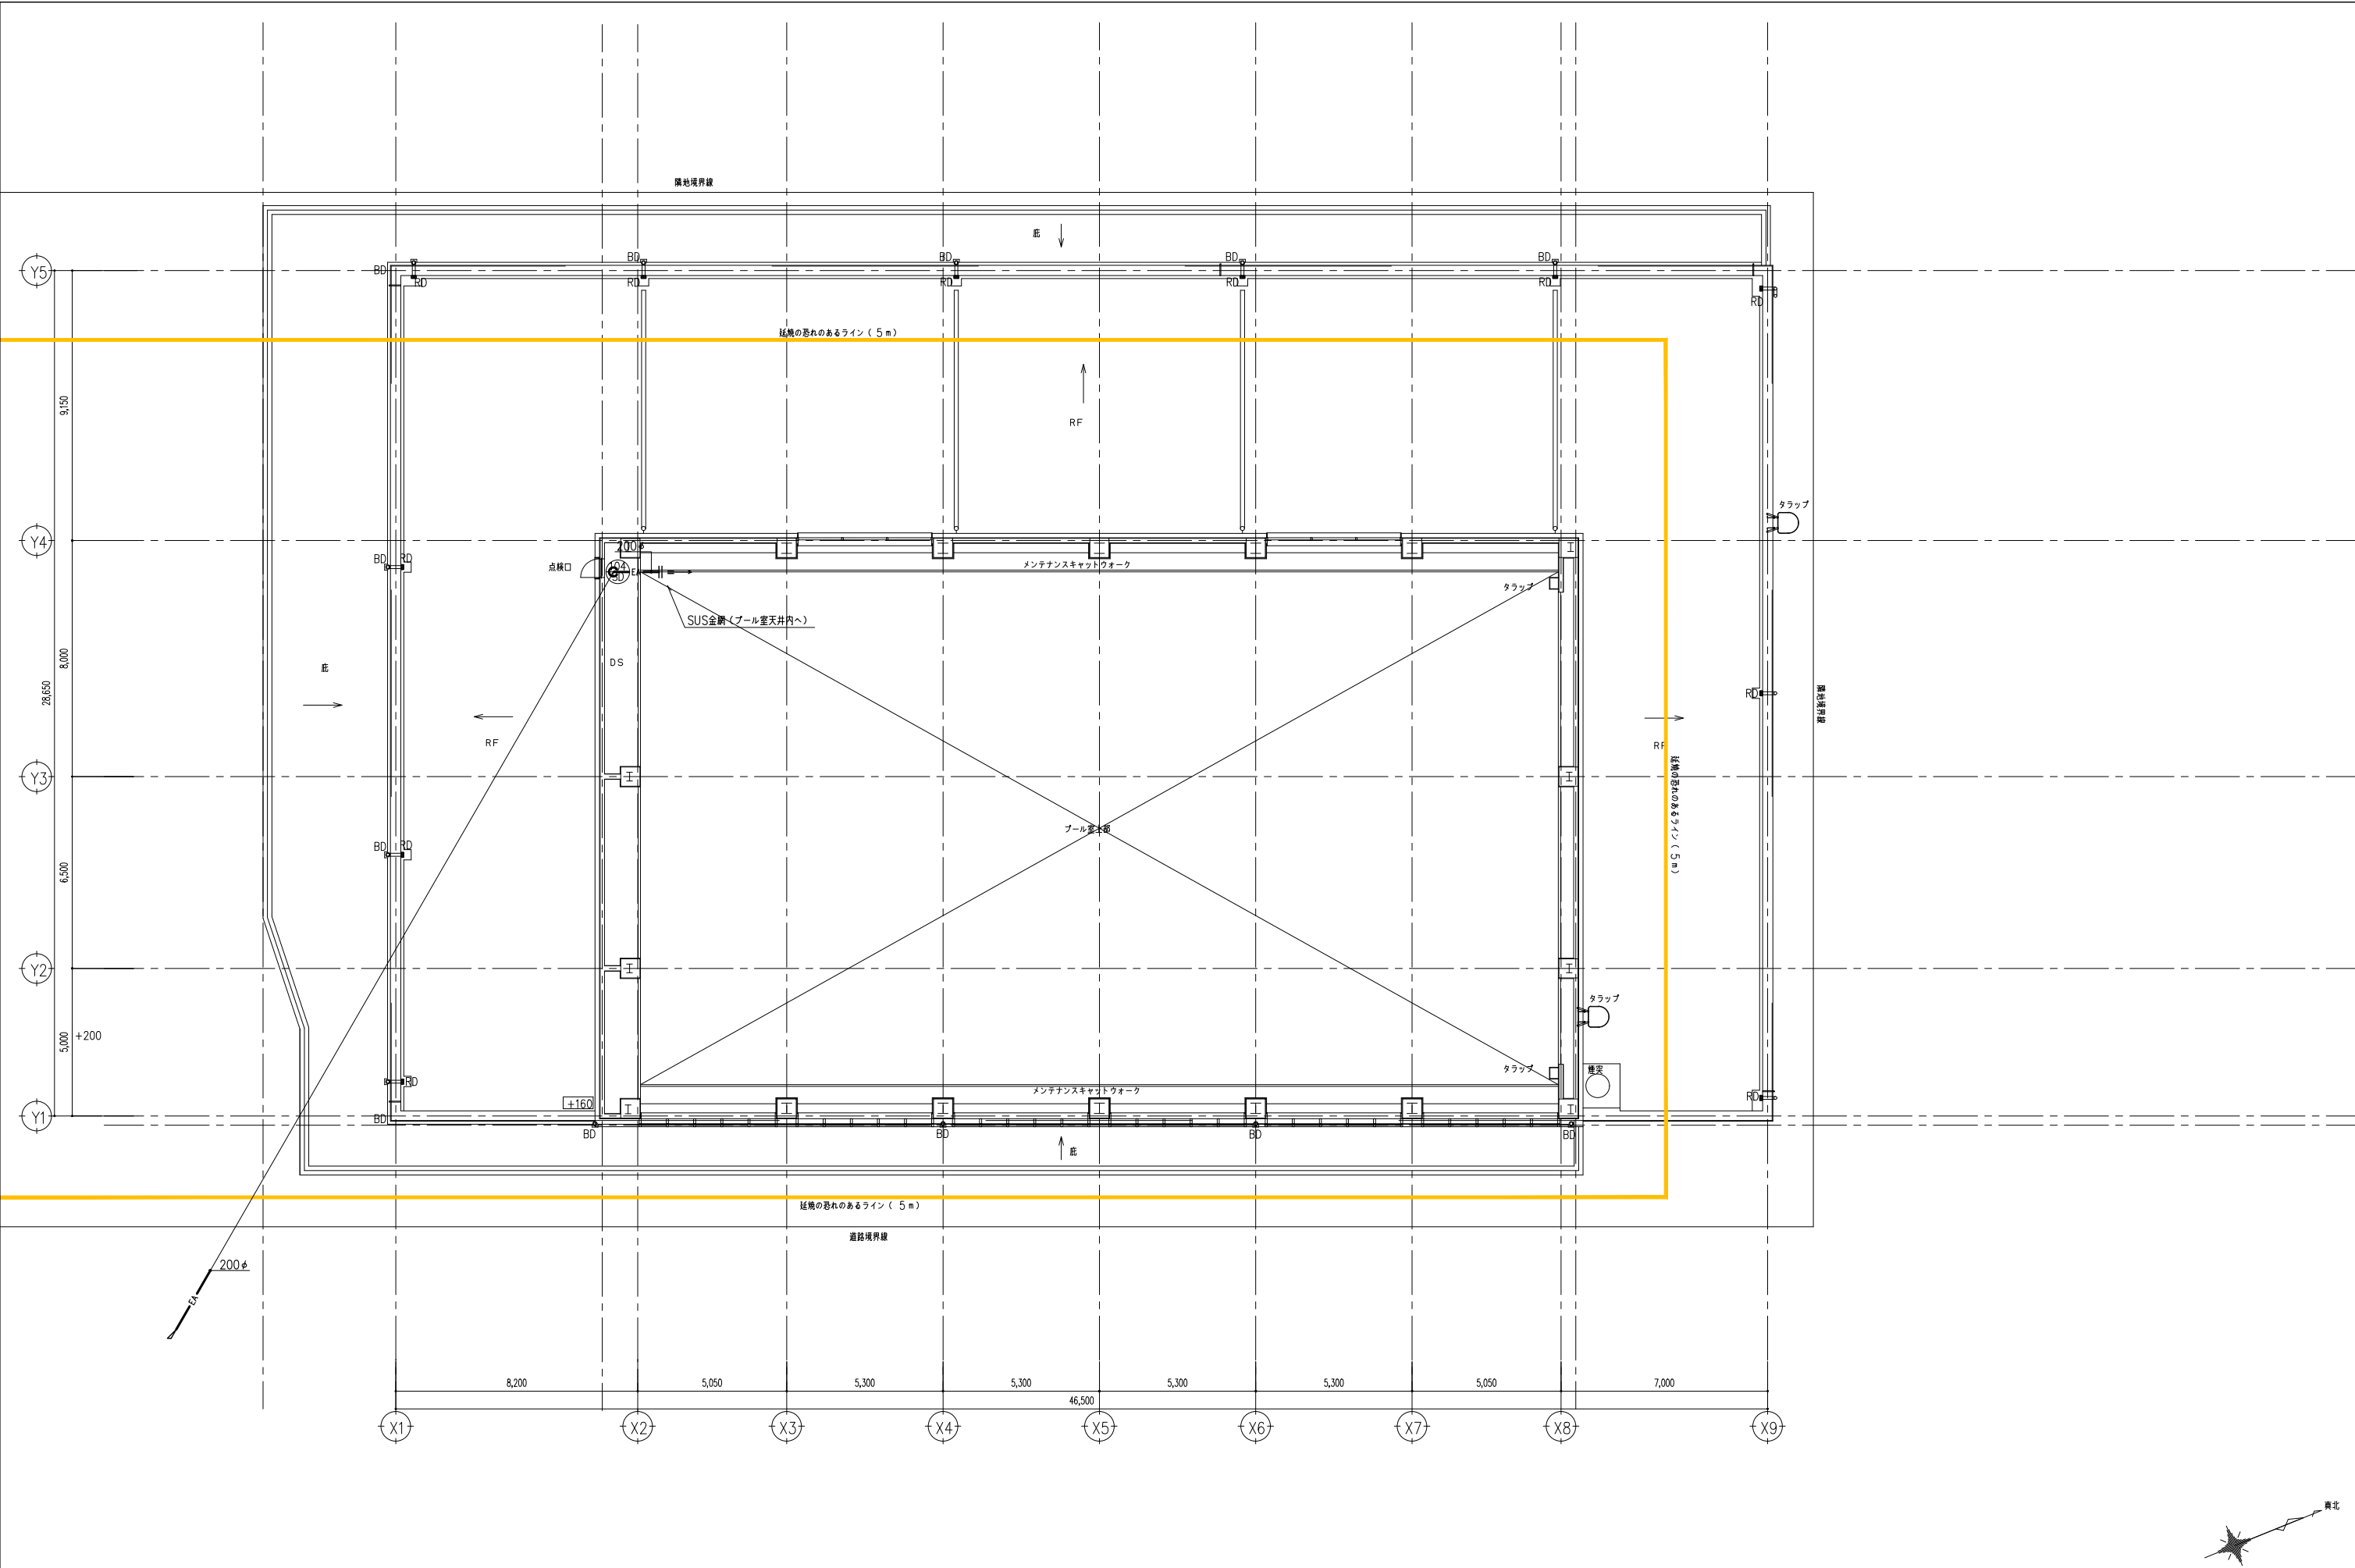 隣地境界線
庇
Y5
BD
BD
BD
BD
BD
RD
RD
RD
RD
RD
RD
延焼の恐れのあるライン(5m)
9,150
RF
タラップ
Y4
200φ
BD
RD
点検口
104
SD
EA
メンテナンスキャットウォーク
タラップ
SUS金網(プール室天井内へ)
DS
8,000
庇
28,650
RD
隣地境界線
RF
RF
Y3
延焼の恐れのあるライン(5m)
プール室上部
BD
RD
6,500
Y2
タラップ
5,000
+200
タラップ
煙突
RD
メンテナンスキャットウォーク
+160
RD
Y1
BD
BD
BD
BD
BD
庇
延焼の恐れのあるライン(5m)
道路境界線
200φ
EA
8,200
5,050
5,300
5,300
5,300
5,300
5,050
7,000
46,500
X1
X2
X3
X4
X5
X6
X7
X8
X9
真北